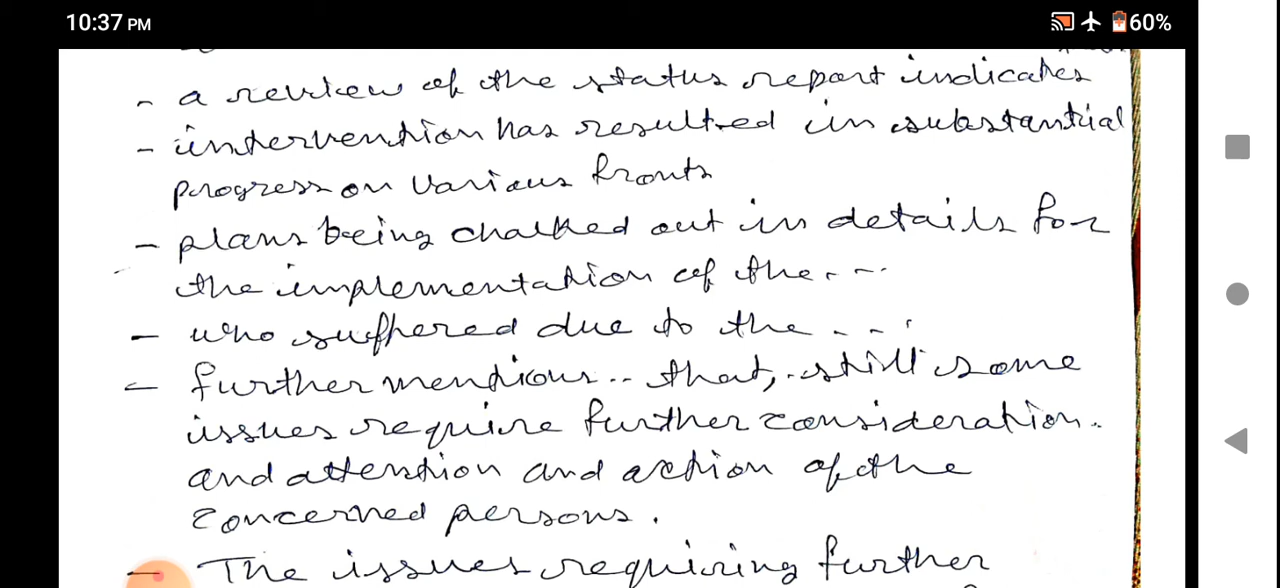 10:37 PM 60%
- a review of the status report indicates
- intervention has resulted in substantial
progress on various fronts
- plans being chalked out in details for
the implementation of the ...
- who suffered due to the ...
- further mentions.. that, still some
issues require further consideration.
and attention and action of the
concerned persons.
- The issues requiring further